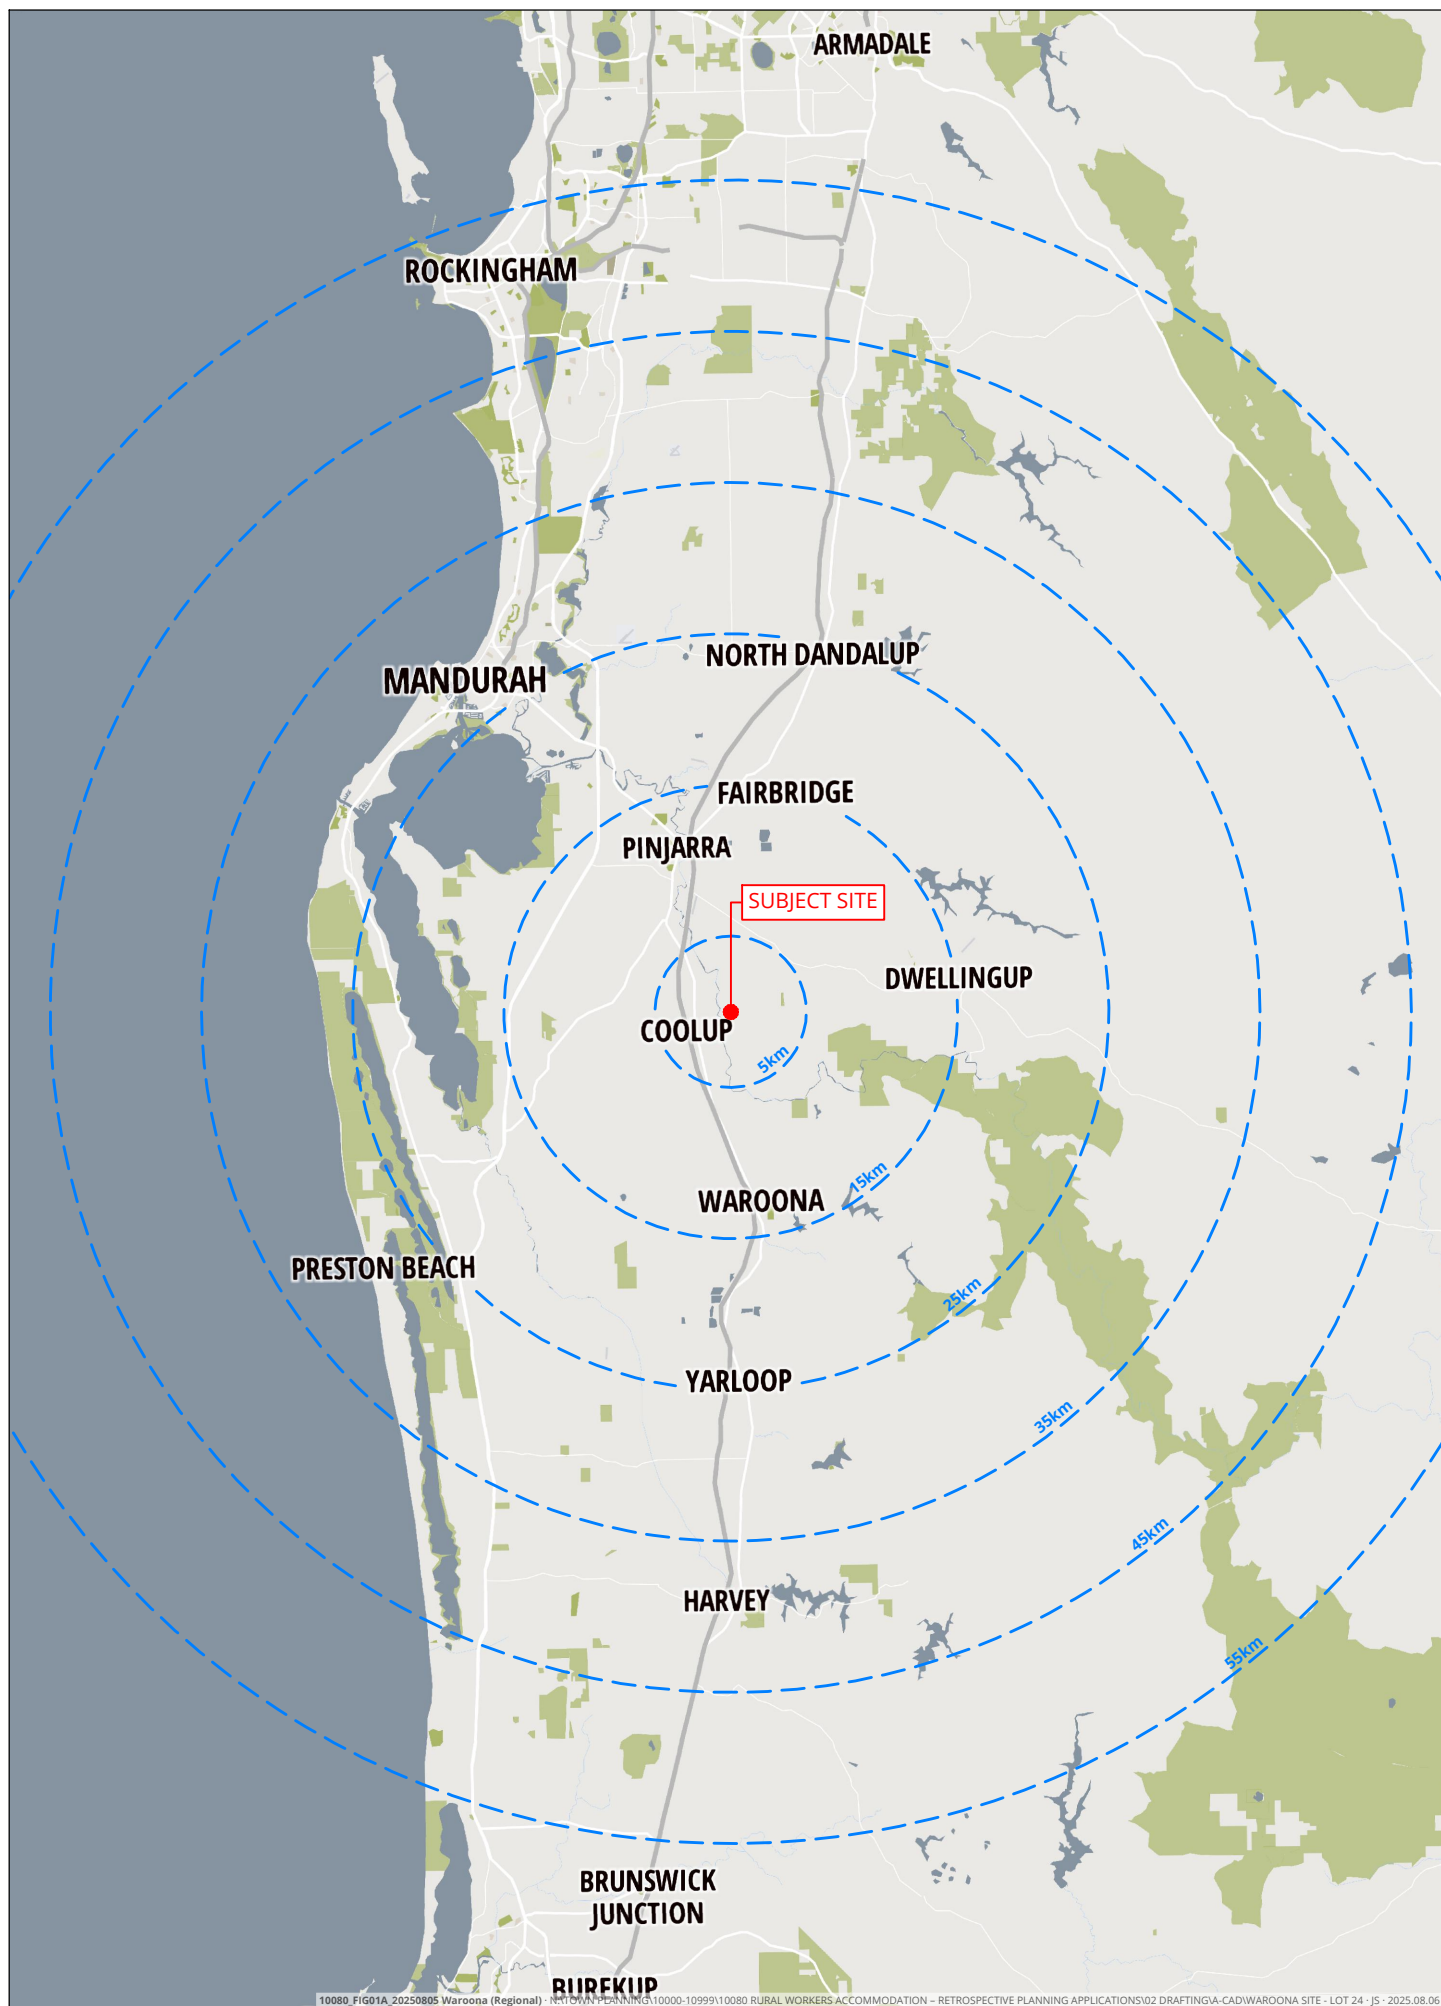 ARMADALE
ROCKINGHAM
NORTH DANDALUP
MANDURAH
FAIRBRIDGE
PINJARRA
SUBJECT SITE
DWELLINGUP
COOLUP
5km
15km
WAROONA
PRESTON BEACH
25km
YARLOOP
35km
45km
HARVEY
55km
BRUNSWICK
JUNCTION
BUREKUP
10080_FIG01A_20250805 Waroona (Regional) · N:\TOWN PLANNING\10000-10999\10080 RURAL WORKERS ACCOMMODATION – RETROSPECTIVE PLANNING APPLICATIONS\02 DRAFTING\A-CAD\WAROONA SITE - LOT 24 · JS · 2025.08.06